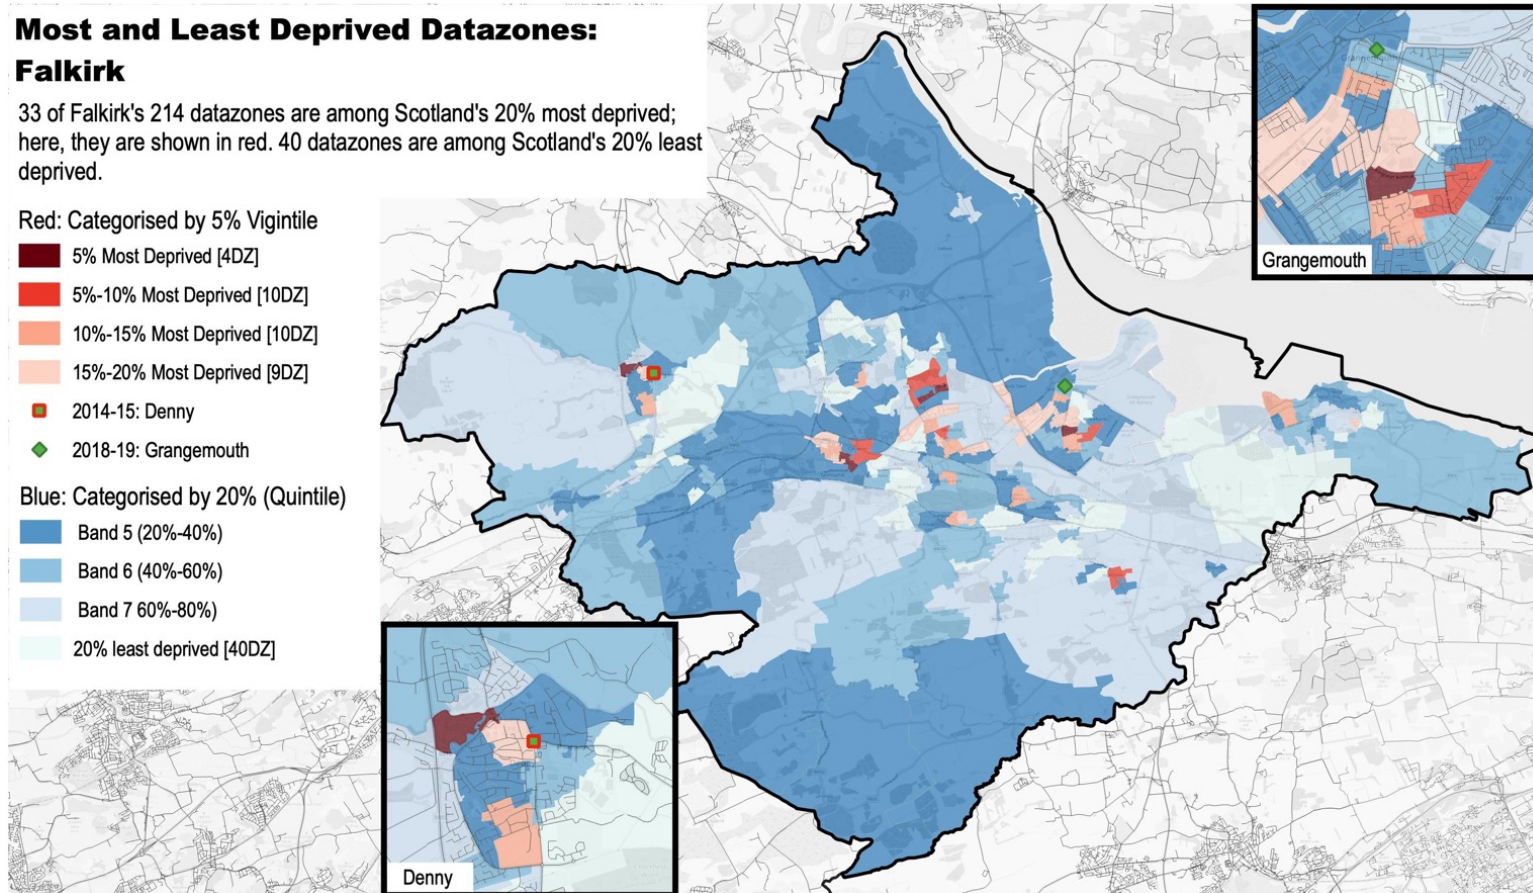 Most and Least Deprived Datazones:
Falkirk
33 of Falkirk's 214 datazones are among Scotland's 20% most deprived;
here, they are shown in red. 40 datazones are among Scotland's 20% least
deprived.
Red: Categorised by 5% Vigintile
5% Most Deprived [4DZ]
5%-10% Most Deprived [10DZ]
10%-15% Most Deprived [10DZ]
15%-20% Most Deprived [9DZ]
2014-15: Denny
2018-19: Grangemouth
Blue: Categorised by 20% (Quintile)
Band 5 (20%-40%)
Band 6 (40%-60%)
Band 7 60%-80%)
20% least deprived [40DZ]
Grangemouth
Grangemouth
Denny